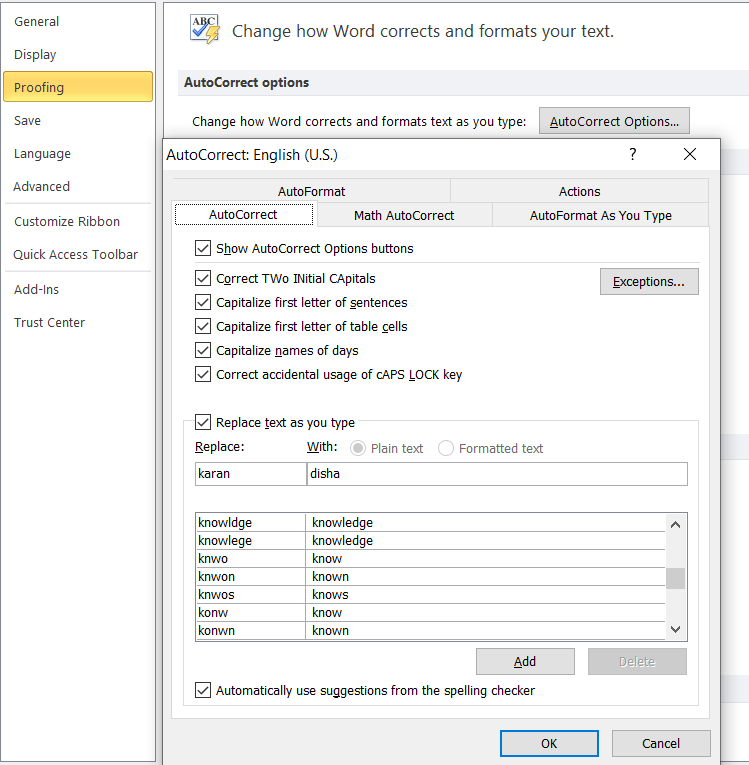 General
Display
Proofing
Save
Language
Advanced
Customize Ribbon
Quick Access Toolbar
Add-Ins
Trust Center
ABC
Change how Word corrects and formats your text.
AutoCorrect options
Change how Word corrects and formats text as you type: AutoCorrect Options...
AutoCorrect: English (U.S.) ?
AutoFormat Actions
AutoCorrect Math AutoCorrect AutoFormat As You Type
Show AutoCorrect Options buttons
Correct TWo INitial CApitals Exceptions...
Capitalize first letter of sentences
Capitalize first letter of table cells
Capitalize names of days
Correct accidental usage of cAPS LOCK key
Replace text as you type
Replace: With: Plain text Formatted text
karan disha
knowldge knowledge
knowlege knowledge
knwo know
knwon known
knwos knows
konw know
konwn known
Add Delete
Automatically use suggestions from the spelling checker
OK Cancel